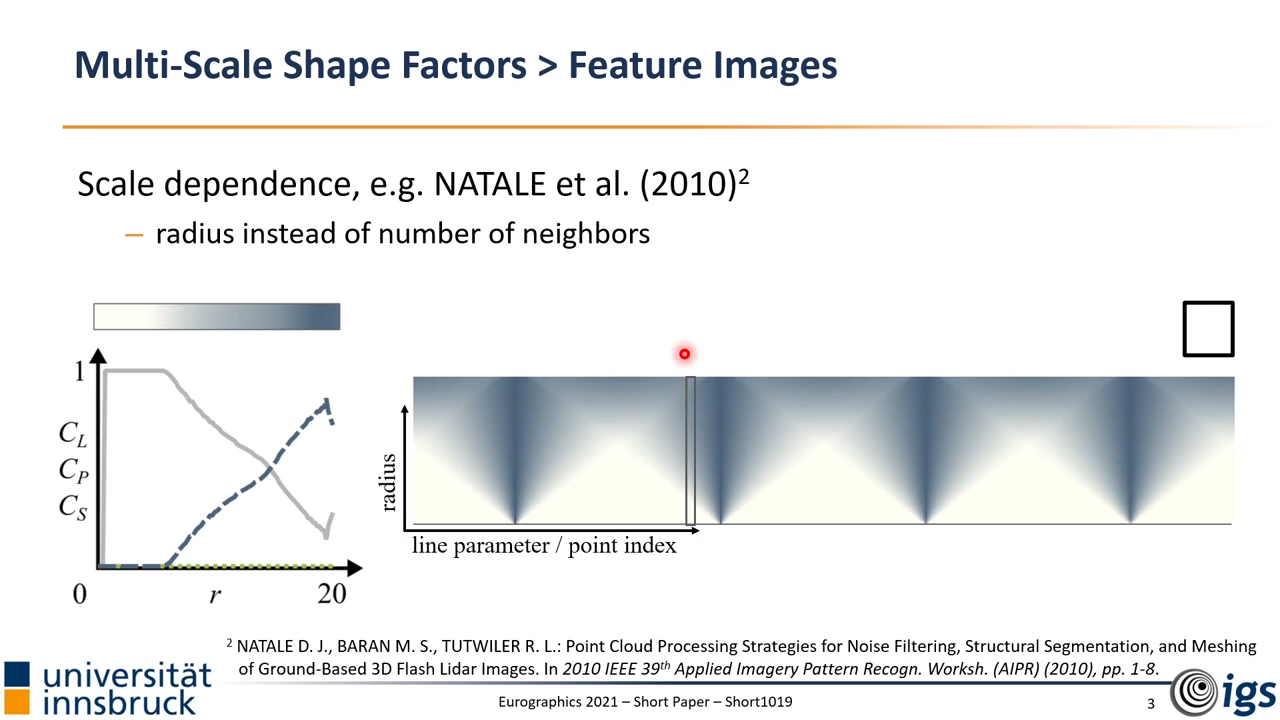 Multi-Scale Shape Factors > Feature Images
Scale dependence, e.g. NATALE et al. (2010)²
– radius instead of number of neighbors
1
C_L
C_P
C_S
0
r
20
radius
line parameter / point index
² NATALE D. J., BARAN M. S., TUTWILER R. L.: Point Cloud Processing Strategies for Noise Filtering, Structural Segmentation, and Meshing
of Ground-Based 3D Flash Lidar Images. In 2010 IEEE 39th Applied Imagery Pattern Recogn. Worksh. (AIPR) (2010), pp. 1-8.
universität
innsbruck
Eurographics 2021 – Short Paper – Short1019
3
igs